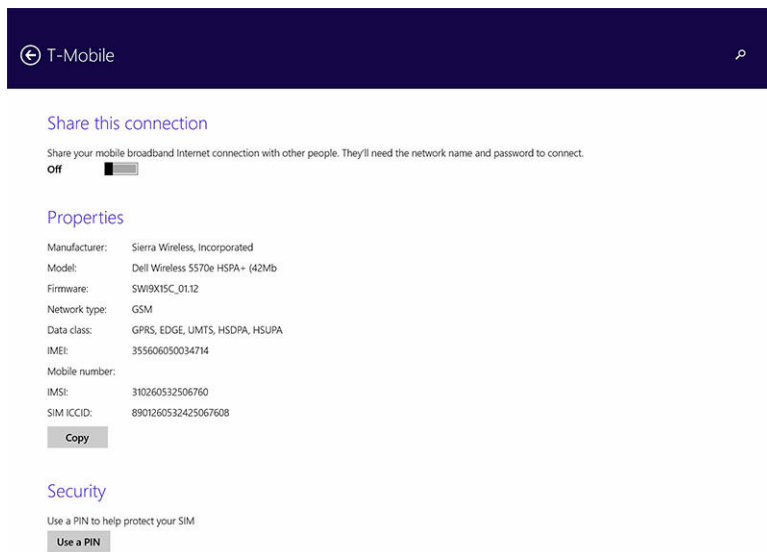 T-Mobile
Share this connection
Share your mobile broadband Internet connection with other people. They'll need the network name and password to connect.
Off
Properties
Manufacturer: Sierra Wireless, Incorporated
Model: Dell Wireless 5570e HSPA+ (42Mb
Firmware: SWI9X15C_01.12
Network type: GSM
Data class: GPRS, EDGE, UMTS, HSDPA, HSUPA
IMEI: 355606050034714
Mobile number:
IMSI: 310260532506760
SIM ICCID: 8901260532425067608
Copy
Security
Use a PIN to help protect your SIM
Use a PIN